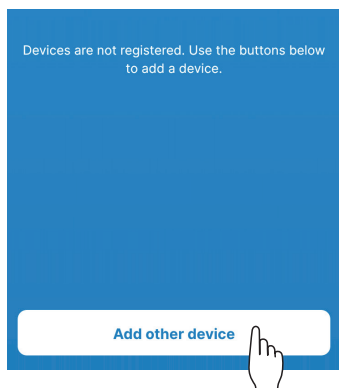 Devices are not registered. Use the buttons below
to add a device.
Add other device